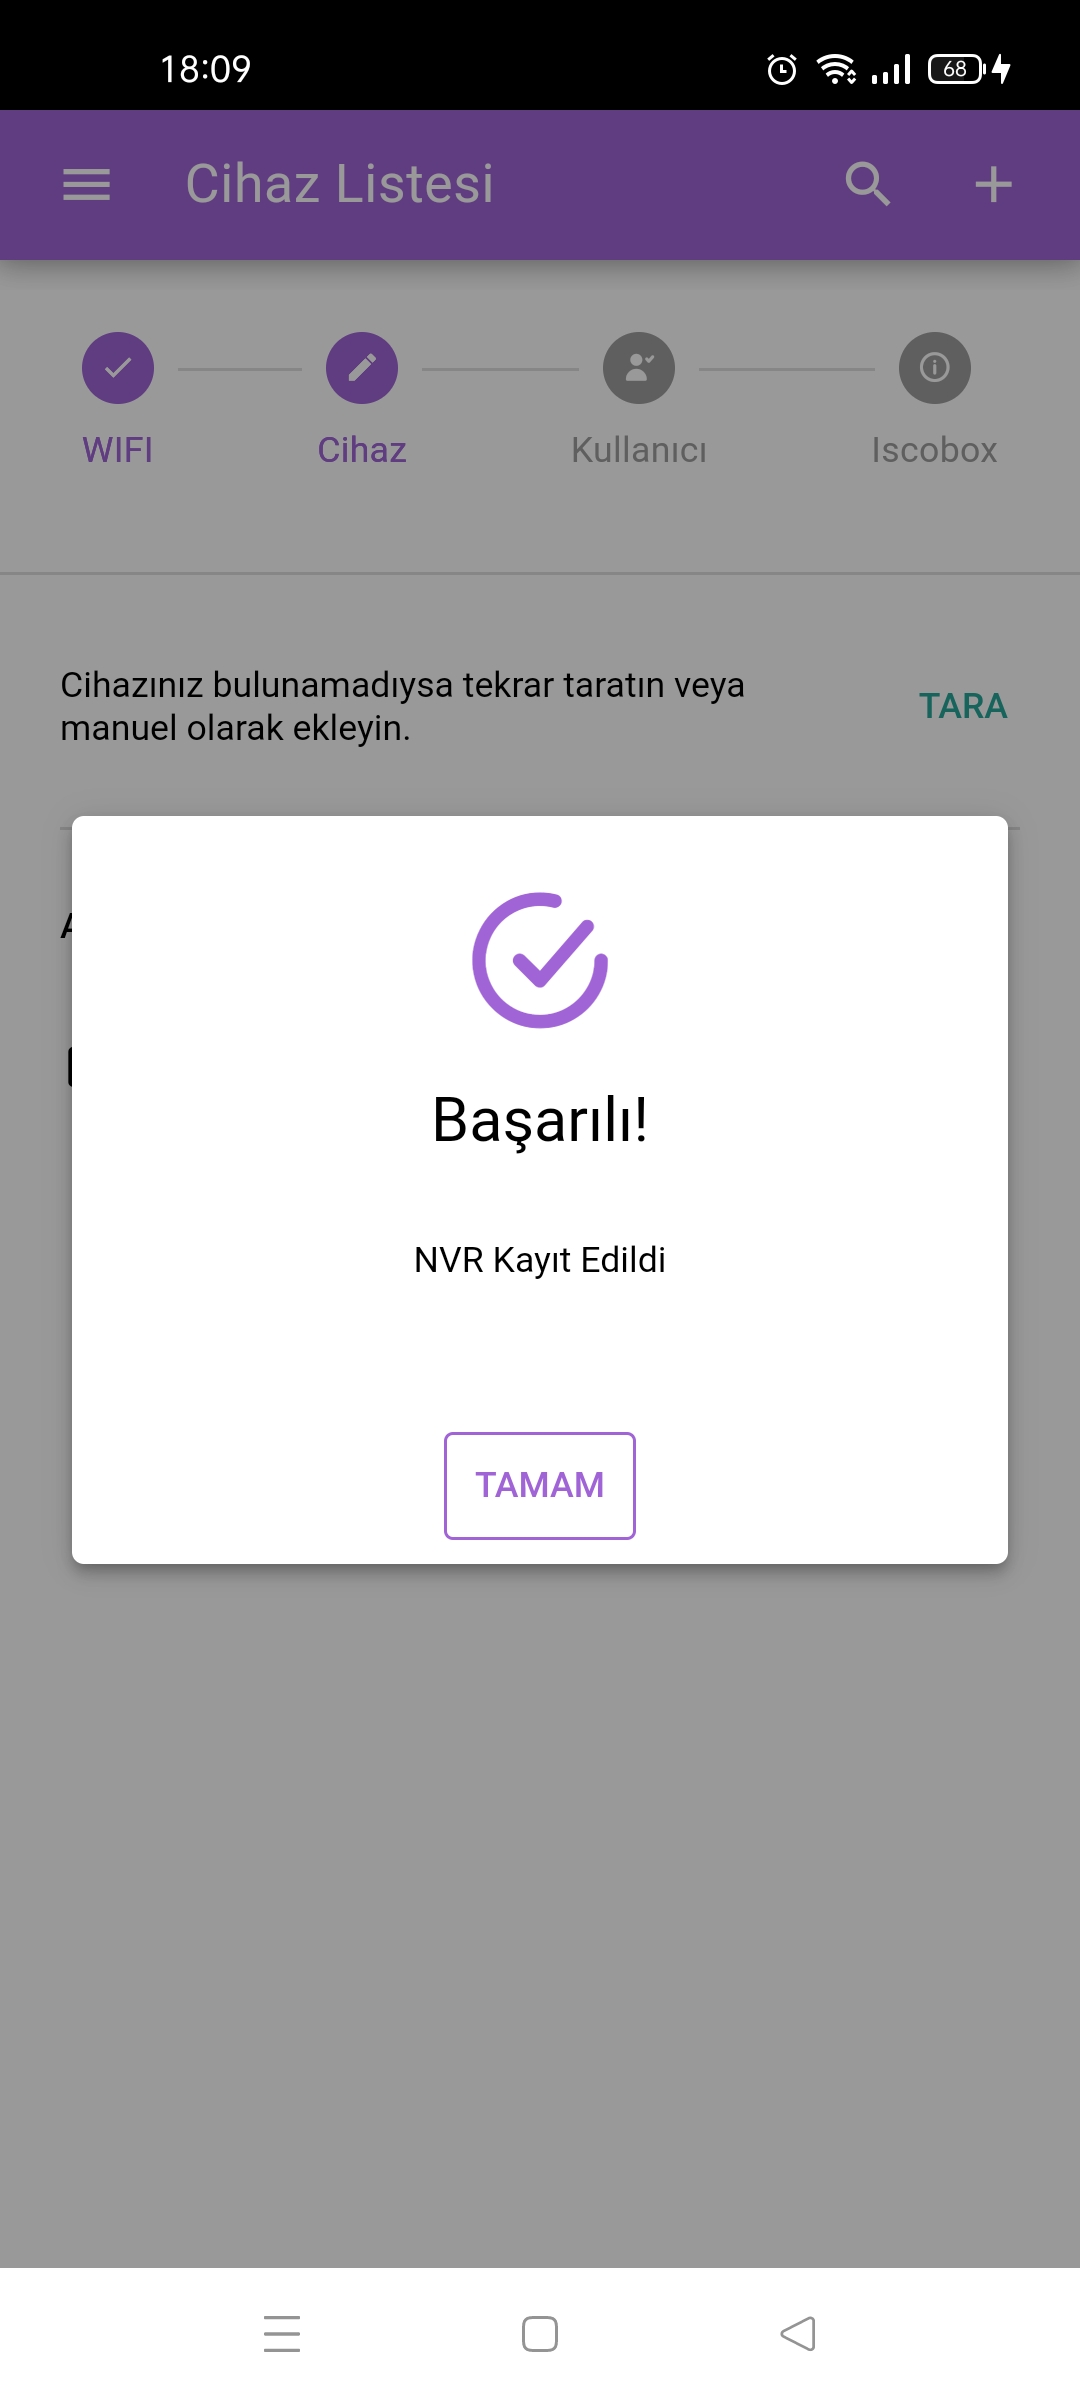 18:09
68
Cihaz Listesi
WIFI
Cihaz
Kullanıcı
Iscobox
Cihazınız bulunamadıysa tekrar taratın veya
manuel olarak ekleyin.
TARA
Başarılı!
NVR Kayıt Edildi
TAMAM